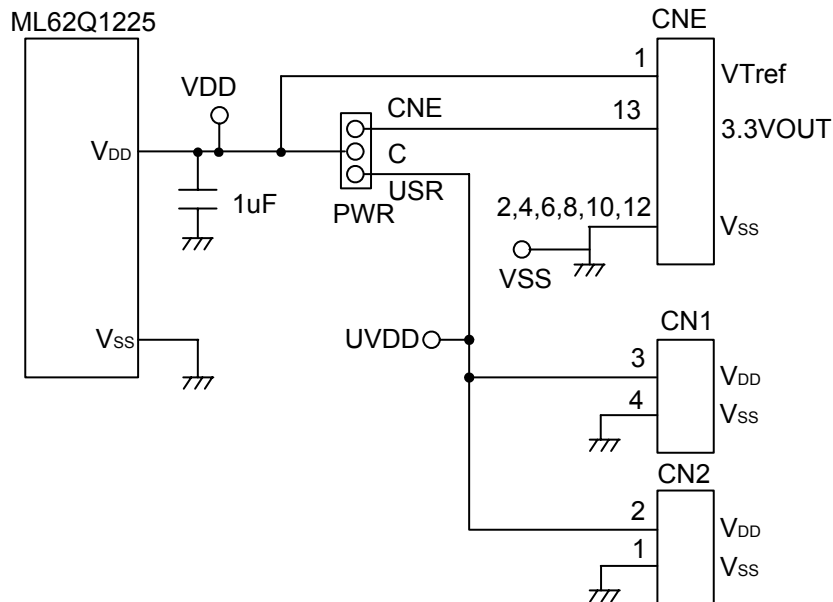 ML62Q1225
CNE
VDD
1
VTref
CNE
13
3.3VOUT
VDD
C
1uF
USR
PWR
2,4,6,8,10,12
VSS
VSS
VSS
UVDD
CN1
3
VDD
4
VSS
CN2
2
VDD
1
VSS